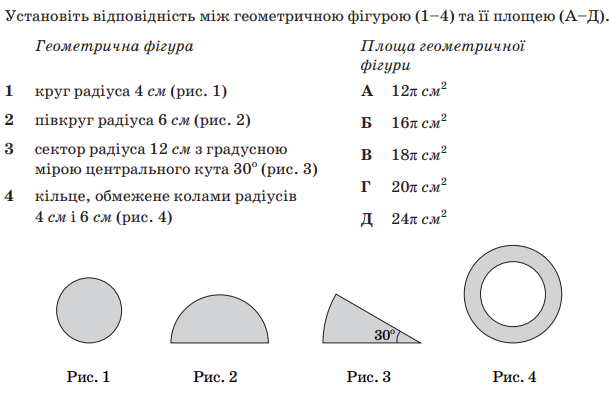 Установіть відповідність між геометричною фігурою (1–4) та її площею (А–Д).
Геометрична фігура
Площа геометричної
фігури
1 круг радіуса 4 см (рис. 1)
2 півкруг радіуса 6 см (рис. 2)
3 сектор радіуса 12 см з градусною
мірою центрального кута 30° (рис. 3)
4 кільце, обмежене колами радіусів
4 см і 6 см (рис. 4)
А 12π см²
Б 16π см²
В 18π см²
Г 20π см²
Д 24π см²
30°
Рис. 1
Рис. 2
Рис. 3
Рис. 4